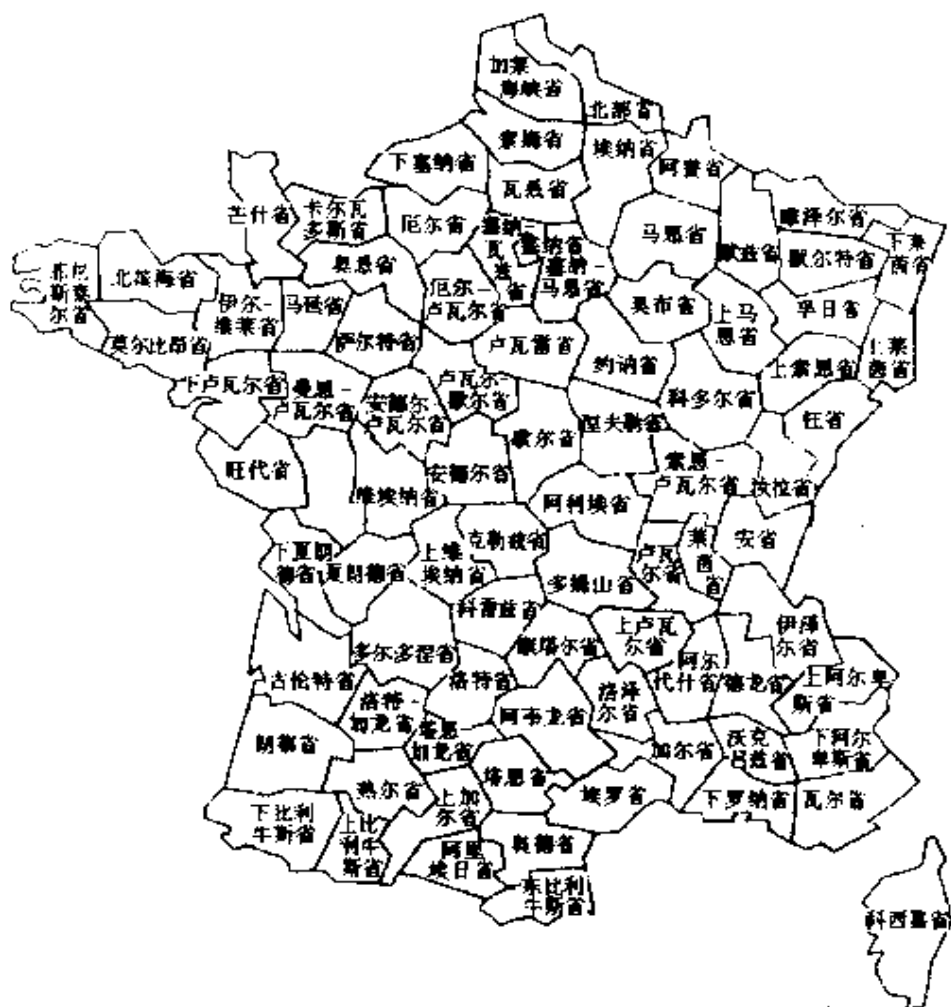 加莱
海峡省
北部省
索姆省
埃纳省
下塞纳省
瓦恩省
阿登省
芒什省
卡尔瓦
多斯省
厄尔省
塞纳-
瓦兹
省
塞纳省
塞纳-
马恩省
马恩省
默兹省
摩泽尔省
默尔特省
下莱
茵省
菲尼
斯泰
尔省
北滨海省
伊尔-
维莱省
马延省
奥恩省
厄尔-
卢瓦尔省
奥布省
上马
恩省
孚日省
上莱
茵省
莫尔比昂省
萨尔特省
卢瓦雷省
约讷省
上索恩省
下卢瓦尔省
曼恩-
卢瓦尔省
安德尔-
卢瓦尔省
卢瓦尔-
歇尔省
歇尔省
涅夫勒省
科多尔省
杜省
旺代省
维埃纳省
安德尔省
阿利埃省
索恩-
卢瓦尔省
汝拉省
下夏朗
德省
夏朗德省
上维
埃纳省
克勒兹省
多姆山省
卢瓦
尔省
莱茵
省
安省
科雷兹省
伊泽
尔省
多尔多涅省
康塔尔省
上卢瓦
尔省
阿尔
代什省
德龙省
上阿尔卑
斯省
吉伦特省
洛特-
加龙省
洛特省
塔恩-
加龙省
阿韦龙省
洛泽
尔省
加尔省
沃克
吕兹省
下阿尔
卑斯省
朗德省
热尔省
上加
尔省
塔恩省
埃罗省
下罗纳省
瓦尔省
下比利
牛斯省
上比
利牛
斯省
阿里
埃日省
奥德省
东比利
牛斯省
科西嘉省